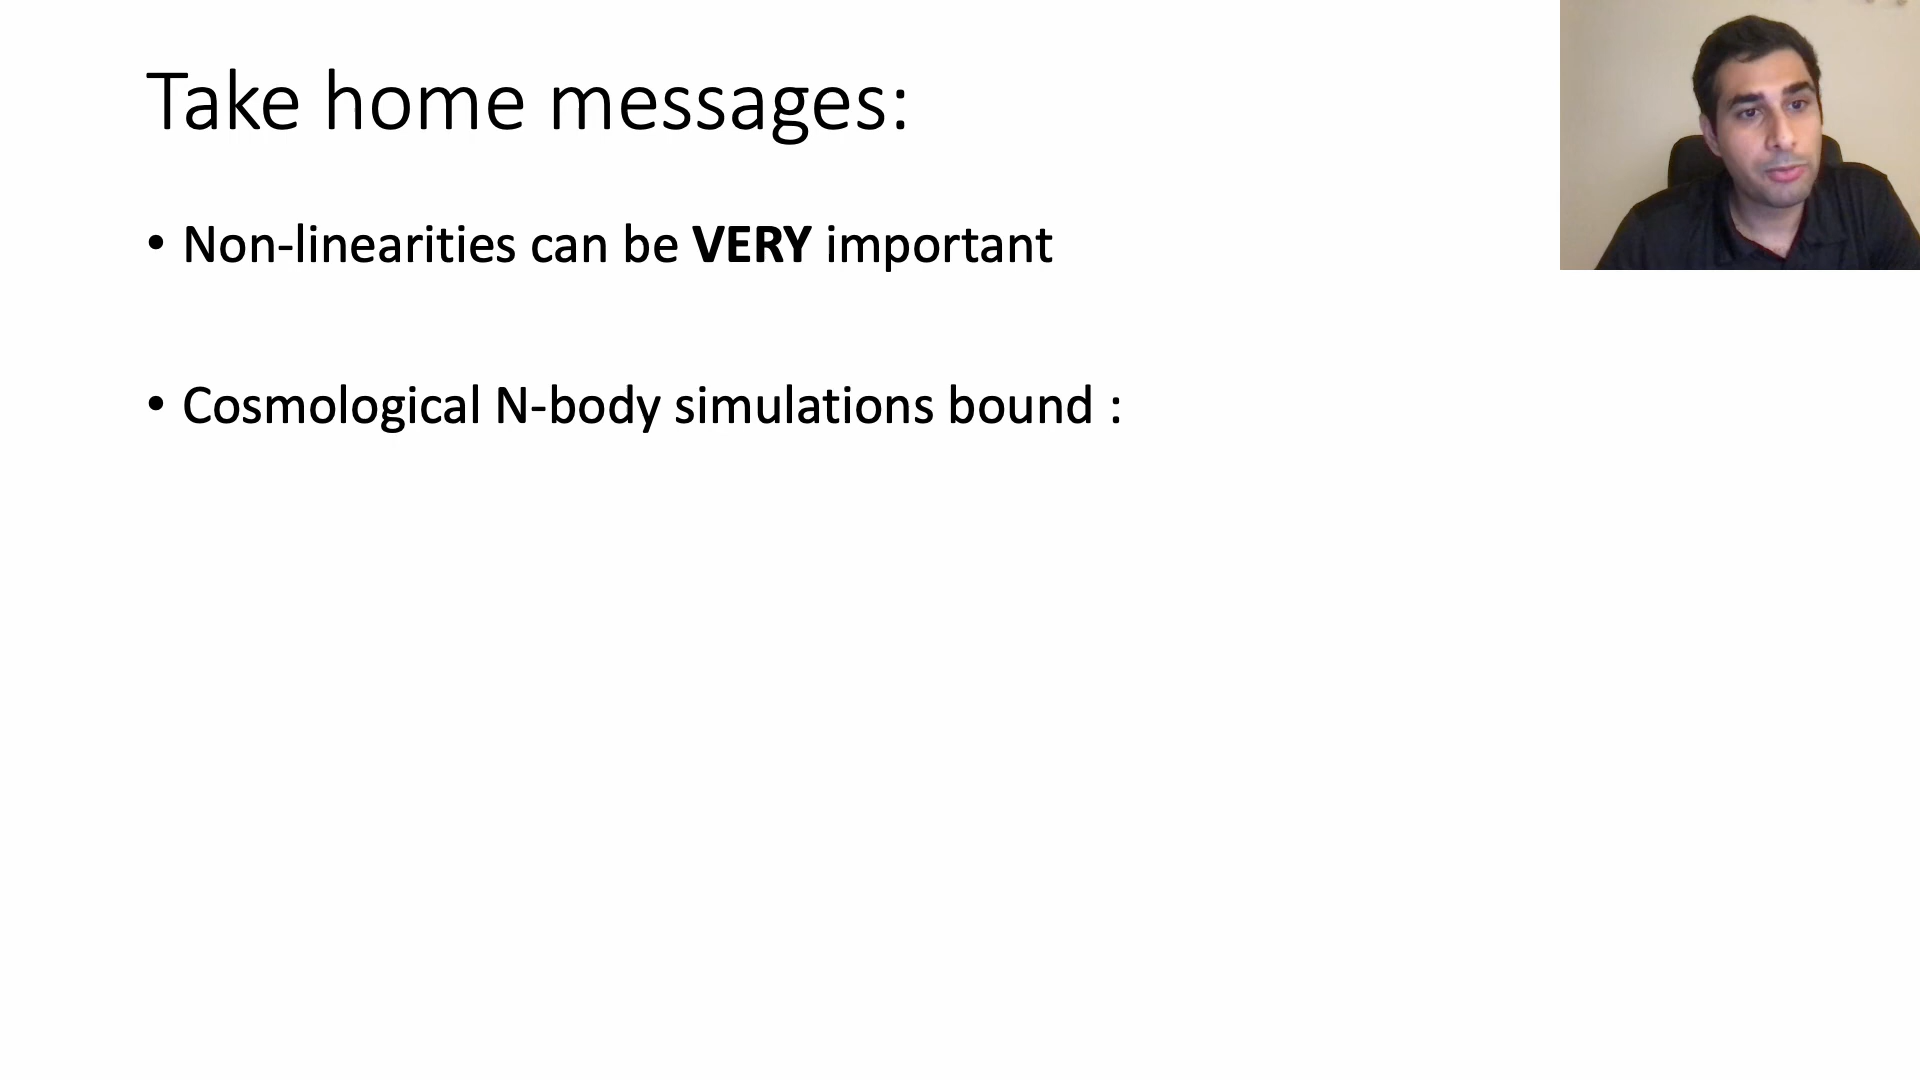 Take home messages:
• Non-linearities can be VERY important
• Cosmological N-body simulations bound :